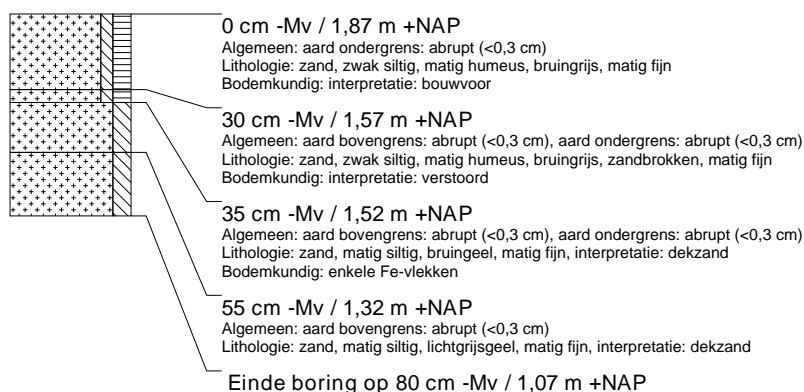 0 cm -Mv / 1,87 m +NAP
Algemeen: aard ondergrens: abrupt (<0,3 cm)
Lithologie: zand, zwak siltig, matig humeus, bruingrijs, matig fijn
Bodemkundig: interpretatie: bouwvoor
30 cm -Mv / 1,57 m +NAP
Algemeen: aard bovengrens: abrupt (<0,3 cm), aard ondergrens: abrupt (<0,3 cm)
Lithologie: zand, zwak siltig, matig humeus, bruingrijs, zandbrokken, matig fijn
Bodemkundig: interpretatie: verstoord
35 cm -Mv / 1,52 m +NAP
Algemeen: aard bovengrens: abrupt (<0,3 cm), aard ondergrens: abrupt (<0,3 cm)
Lithologie: zand, matig siltig, bruingeel, matig fijn, interpretatie: dekzand
Bodemkundig: enkele Fe-vlekken
55 cm -Mv / 1,32 m +NAP
Algemeen: aard bovengrens: abrupt (<0,3 cm)
Lithologie: zand, matig siltig, lichtgrijsgeel, matig fijn, interpretatie: dekzand
Einde boring op 80 cm -Mv / 1,07 m +NAP